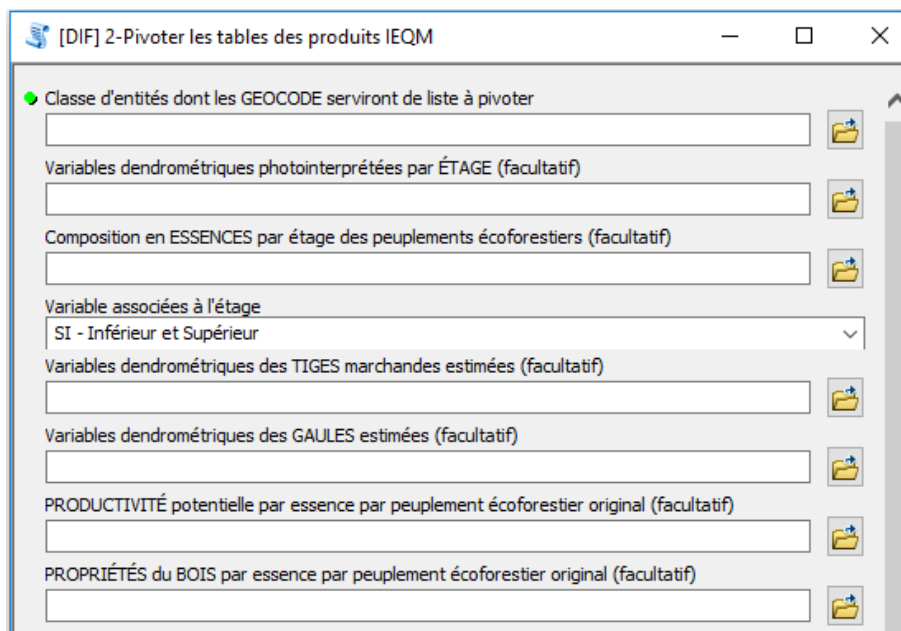 [DIF] 2-Pivoter les tables des produits IEQM
Classe d'entités dont les GEOCODE serviront de liste à pivoter
Variables dendrométriques photointerprétées par ÉTAGE (facultatif)
Composition en ESSENCES par étage des peuplements écoforestiers (facultatif)
Variable associées à l'étage
SI - Inférieur et Supérieur
Variables dendrométriques des TIGES marchandes estimées (facultatif)
Variables dendrométriques des GAULES estimées (facultatif)
PRODUCTIVITÉ potentielle par essence par peuplement écoforestier original (facultatif)
PROPRIÉTÉS du BOIS par essence par peuplement écoforestier original (facultatif)